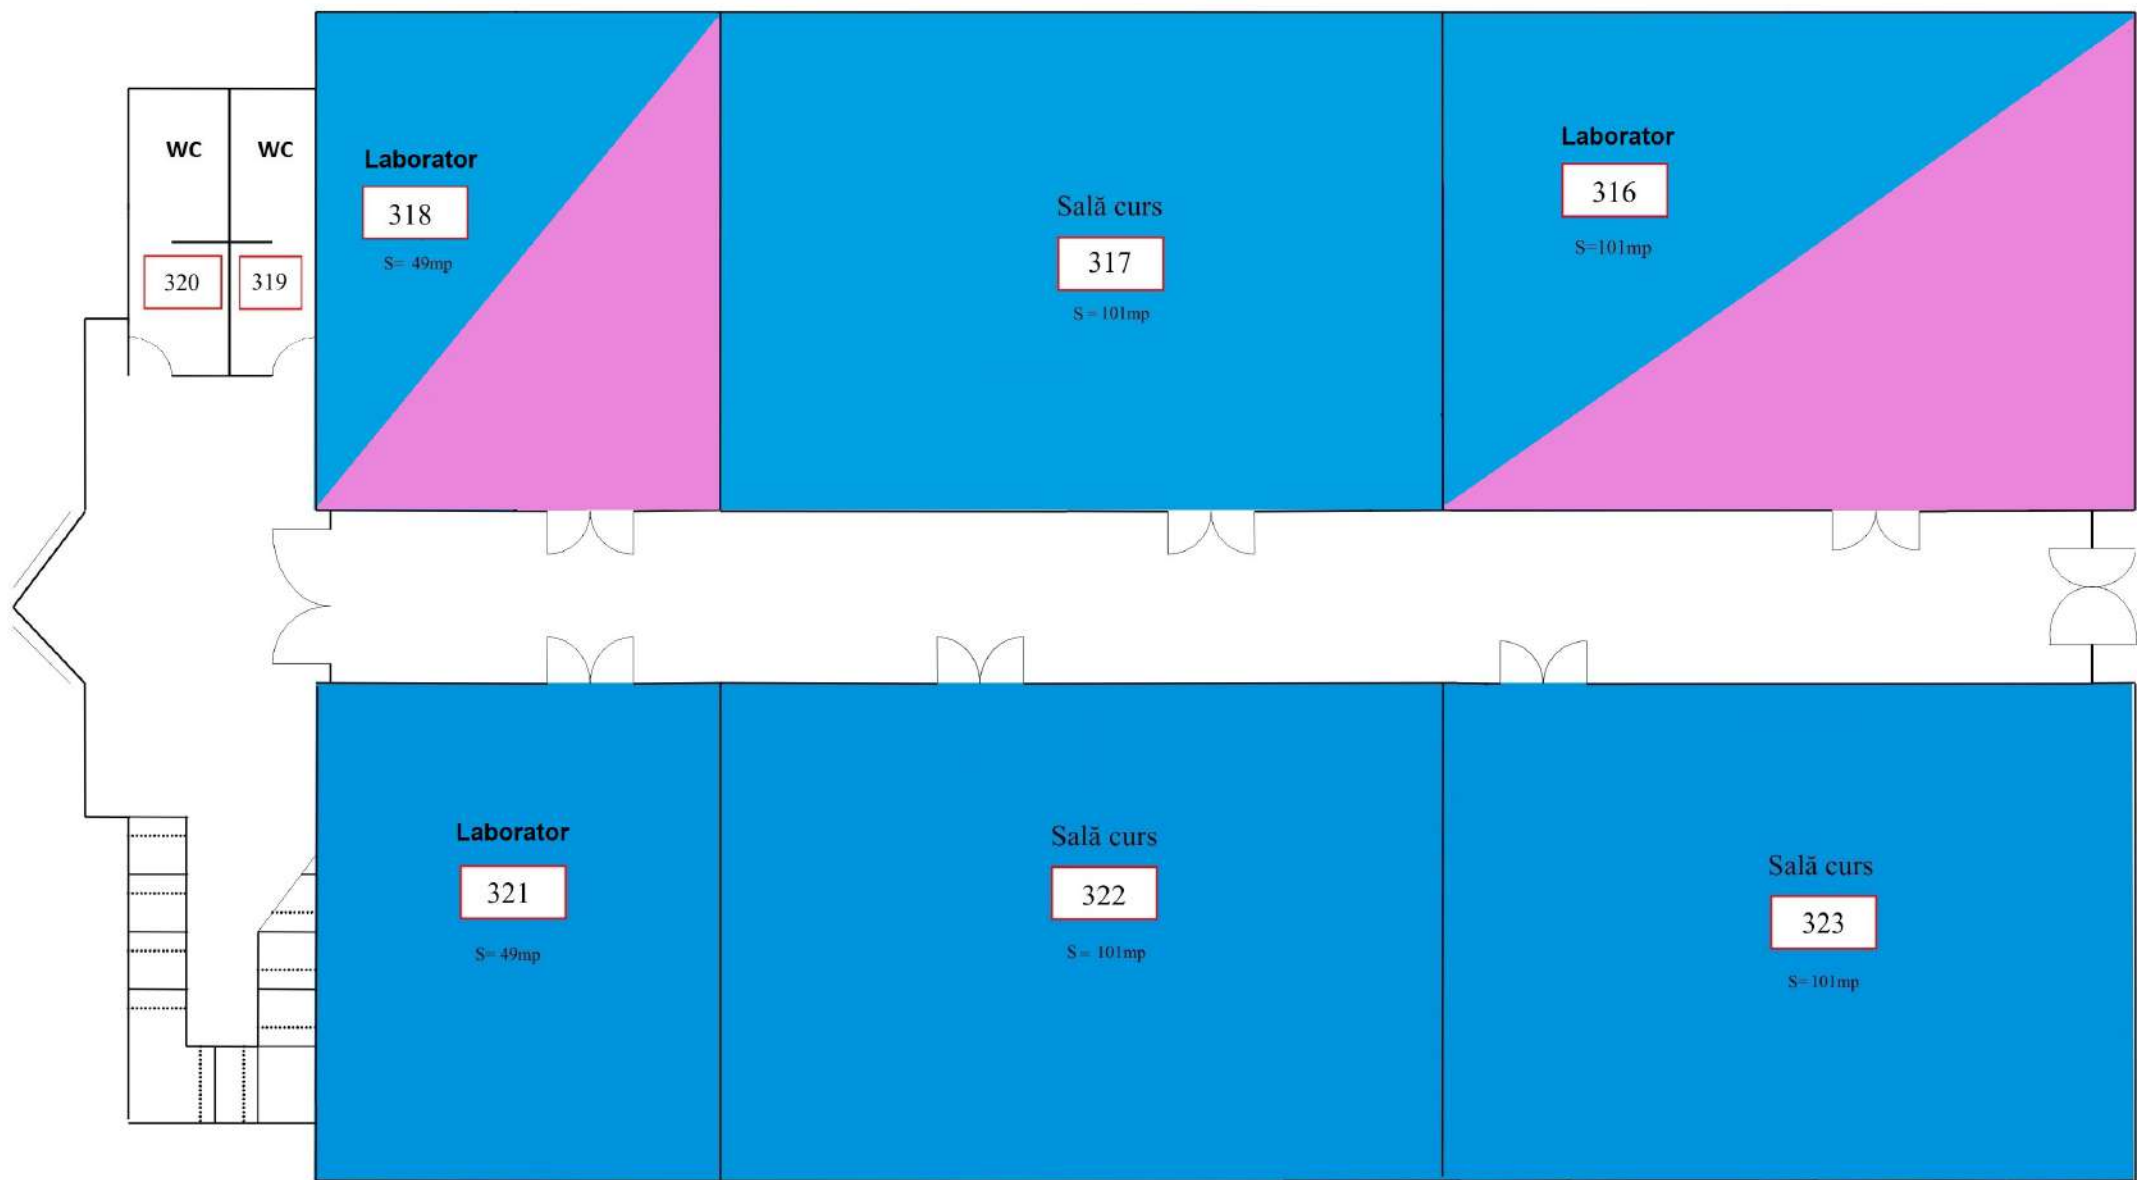 WC
WC
320
319
Laborator
318
S= 49mp
Sală curs
317
S = 101mp
Laborator
316
S=101mp
Laborator
321
S= 49mp
Sală curs
322
S = 101mp
Sală curs
323
S= 101mp